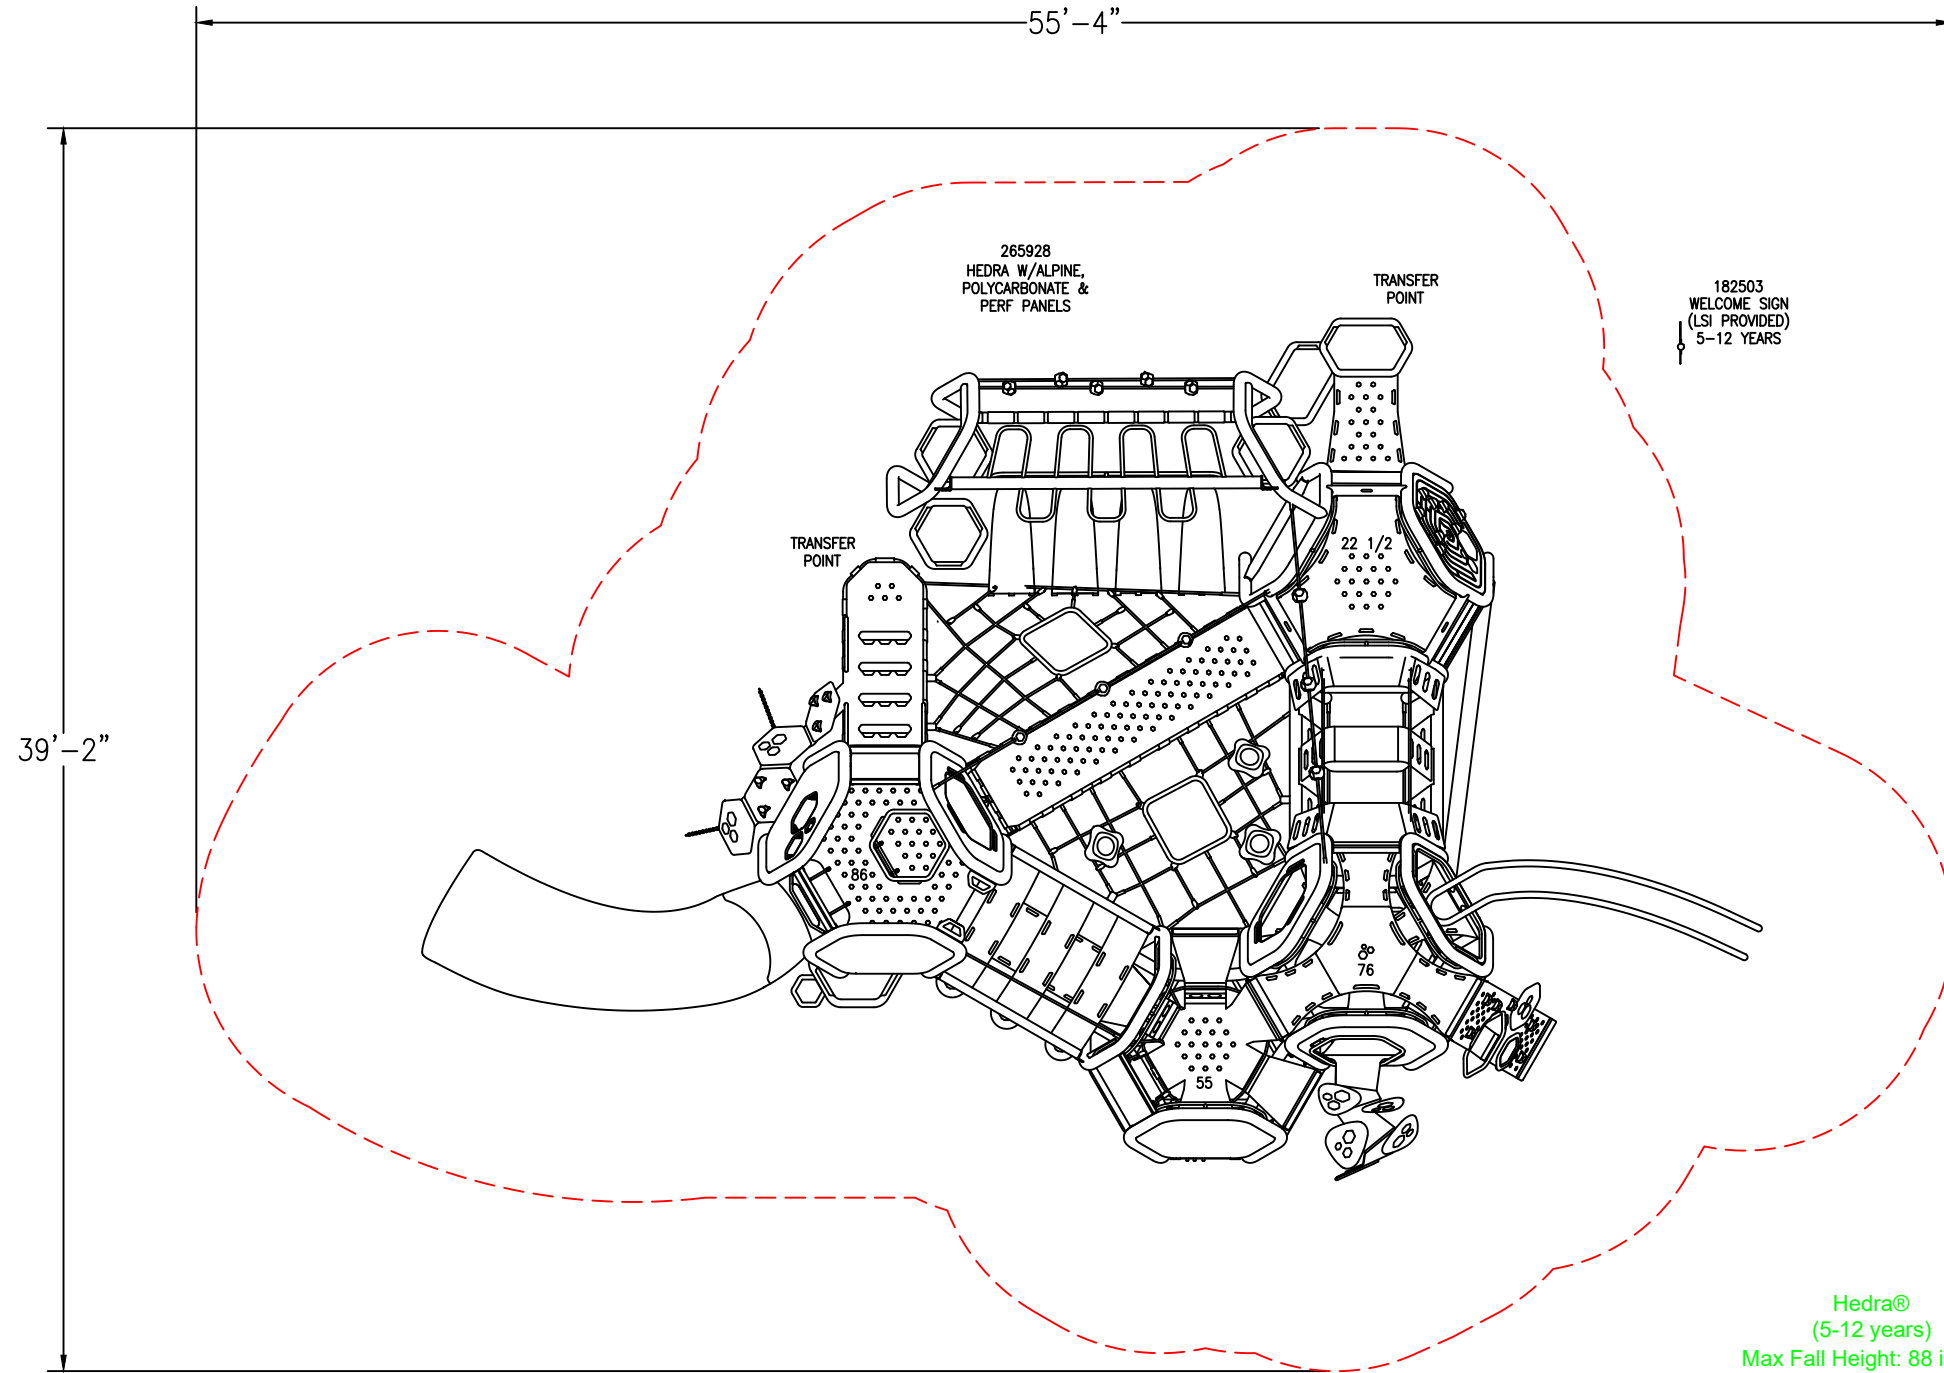 55'-4"
265928
HEDRA W/ALPINE,
POLYCARBONATE &
PERF PANELS
TRANSFER
POINT
182503
WELCOME SIGN
(LSI PROVIDED)
5-12 YEARS
TRANSFER
POINT
22 1/2
39'-2"
86
76
55
Hedra®
(5-12 years)
Max Fall Height: 88 i